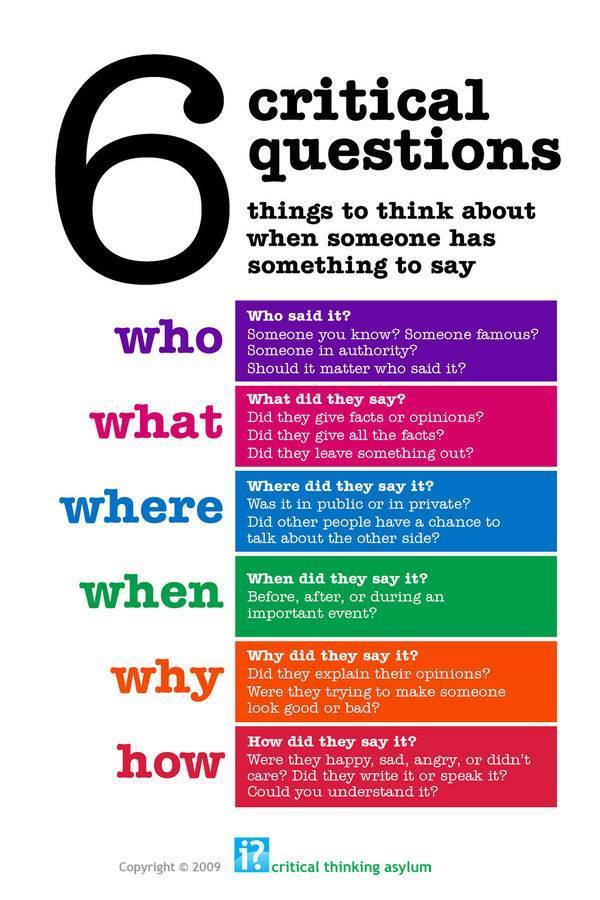 6
critical
questions
things to think about
when someone has
something to say
who
Who said it?
Someone you know? Someone famous?
Someone in authority?
Should it matter who said it?
what
What did they say?
Did they give facts or opinions?
Did they give all the facts?
Did they leave something out?
where
Where did they say it?
Was it in public or in private?
Did other people have a chance to
talk about the other side?
when
When did they say it?
Before, after, or during an
important event?
why
Why did they say it?
Did they explain their opinions?
Were they trying to make someone
look good or bad?
how
How did they say it?
Were they happy, sad, angry, or didn't
care? Did they write it or speak it?
Could you understand it?
Copyright © 2009 i? critical thinking asylum